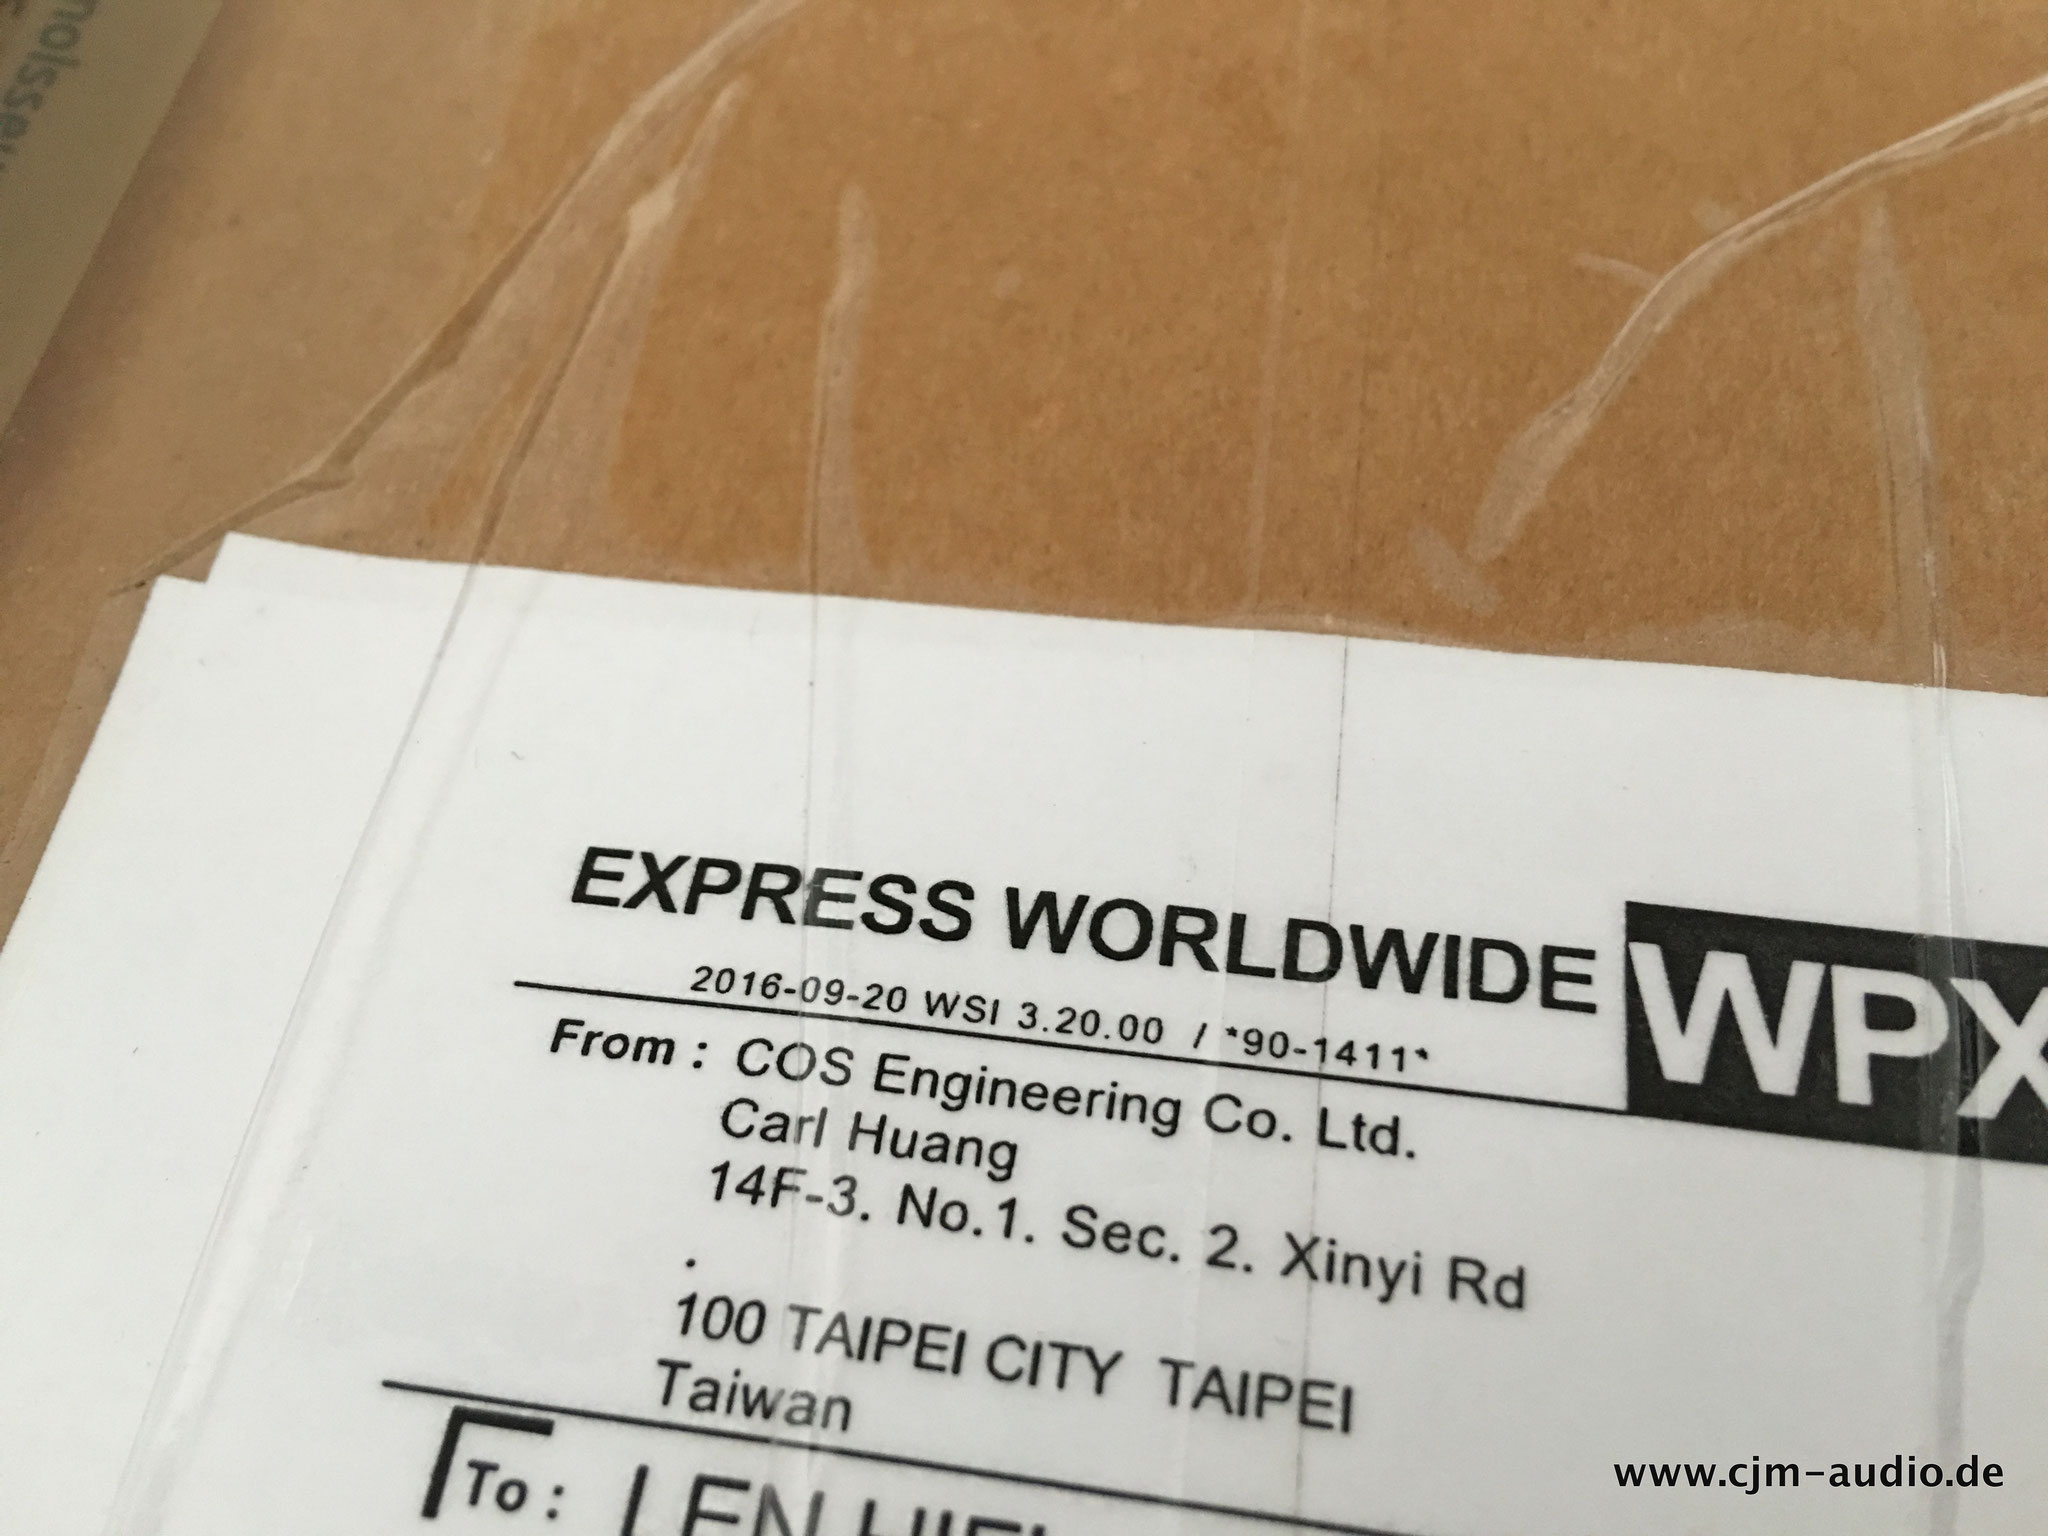 EXPRESS WORLDWIDE WPX
2016-09-20 WSI 3.20.00 / *90-1411*
From : COS Engineering Co. Ltd.
Carl Huang
14F-3. No.1. Sec. 2. Xinyi Rd
.
100 TAIPEI CITY TAIPEI
Taiwan
To :
www.cjm-audio.de